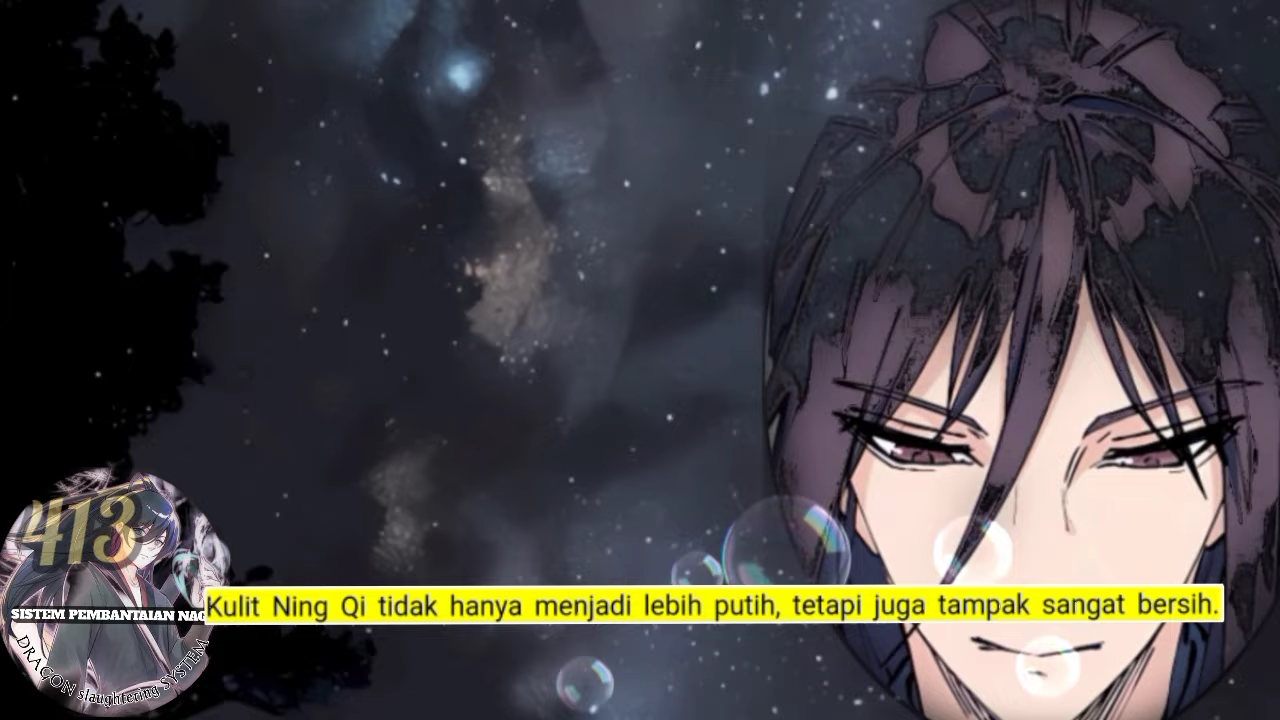 413
SISTEM PEMBANTAIAN NAG
DRAGON slaughtering SYSTEM
Kulit Ning Qi tidak hanya menjadi lebih putih, tetapi juga tampak sangat bersih.